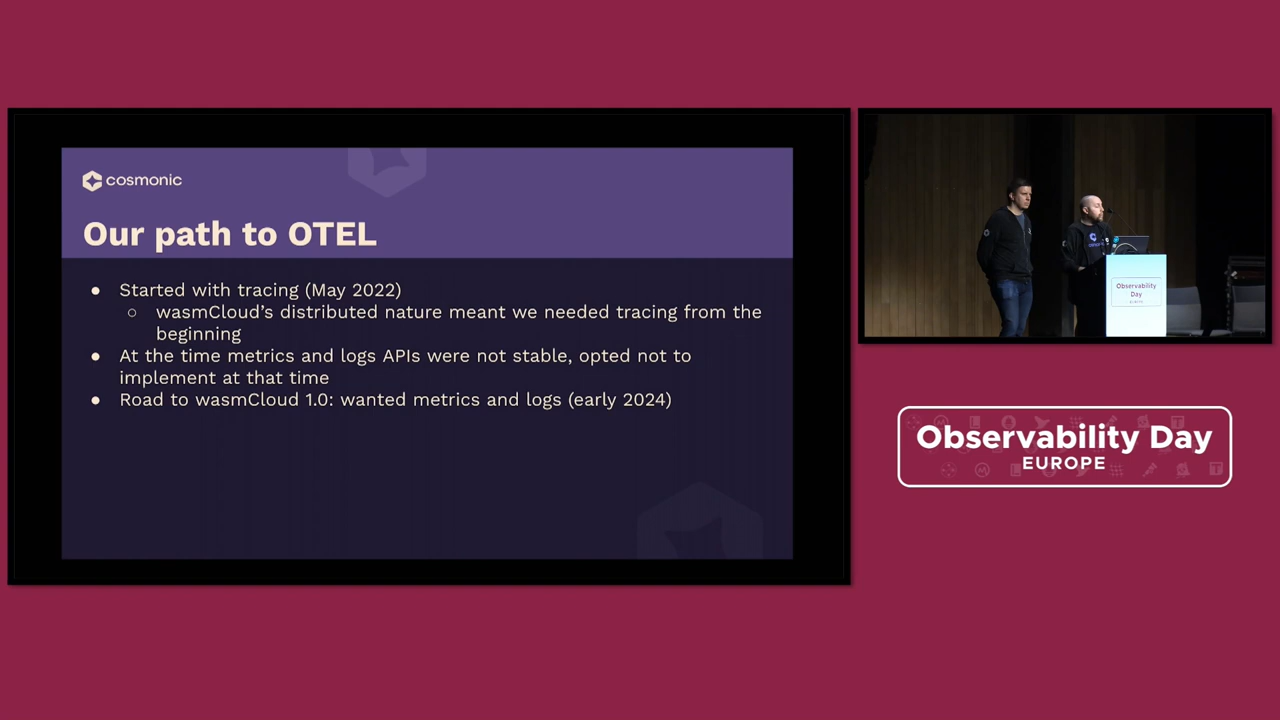 cosmonic
Our path to OTEL
● Started with tracing (May 2022)
○ wasmCloud's distributed nature meant we needed tracing from the
beginning
● At the time metrics and logs APIs were not stable, opted not to
implement at that time
● Road to wasmCloud 1.0: wanted metrics and logs (early 2024)
Observability
Day
EUROPE
Observability Day
EUROPE